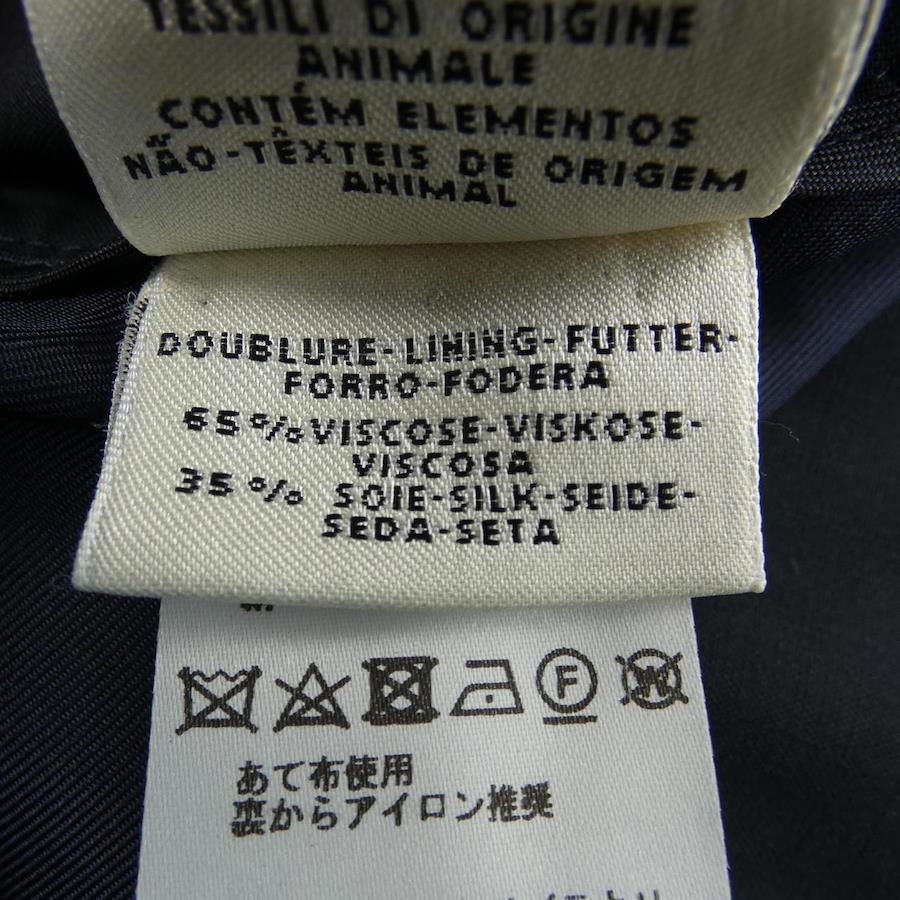 TESSILI DI ORIGINE
ANIMALE
CONTÉM ELEMENTOS
NÃO-TÊXTEIS DE ORIGEM
ANIMAL
DOUBLURE-LINING-FUTTER-
FORRO-FODERA
65%VISCOSE-VISKOSE-
VISCOSA
35% SOIE-SILK-SEIDE-
SEDA-SETA
F
W
あて布使用
裏からアイロン推奨